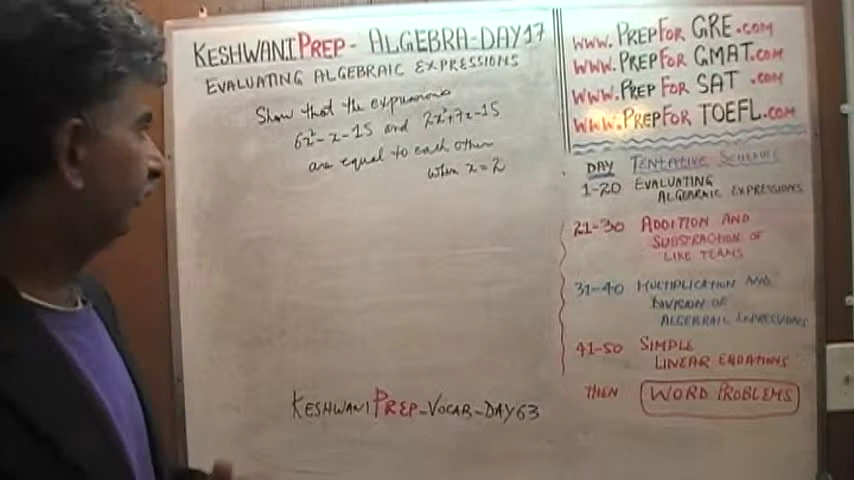 KESHWANIPREP - ALGEBRA-DAY 17
EVALUATING ALGEBRAIC EXPRESSIONS
Show that the expressions
6x²-x-15 and 2x²+7x-15
are equal to each other
when x=2
KESHWANIPREP-VOCAB-DAY63
WWW.PREPFOR GRE.COM
WWW.PREPFOR GMAT.COM
WWW.PREPFOR SAT.COM
WWW.PREPFOR TOEFL.COM
DAY TENTATIVE SCHEDULE
1-20 EVALUATING
ALGEBRAIC EXPRESSIONS
21-30 ADDITION AND
SUBSTRACTION OF
LIKE TERMS
31-40 MULTIPLICATION AND
DIVISION OF
ALGEBRAIC EXPRESSIONS
41-50 SIMPLE
LINEAR EQUATIONS
THEN WORD PROBLEMS